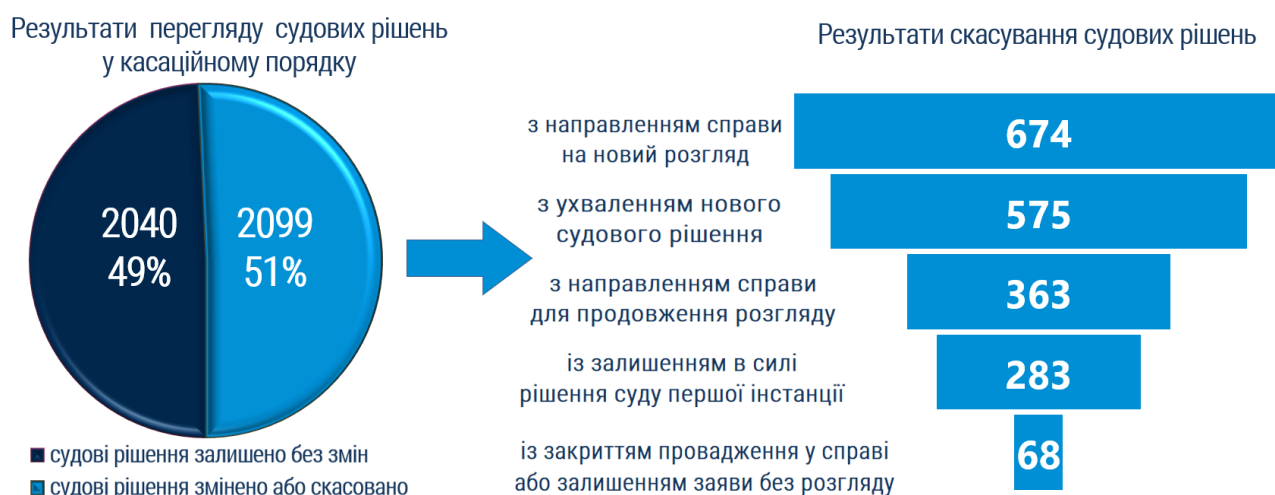 Результати перегляду судових рішень
у касаційному порядку
2040
49%
2099
51%
судові рішення залишено без змін
судові рішення змінено або скасовано
Результати скасування судових рішень
з направленням справи
на новий розгляд
674
з ухваленням нового
судового рішення
575
з направленням справи
для продовження розгляду
363
із залишенням в силі
рішення суду першої інстанції
283
із закриттям провадження у справі
або залишенням заяви без розгляду
68